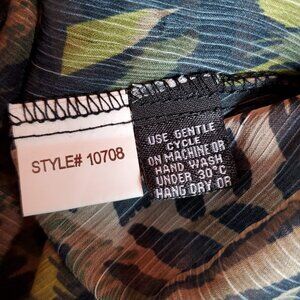 STYLE# 10708
USE GENTLE
CYCLE
ON MACHINE OR
HAND WASH
UNDER 30°C
HANG DRY OR